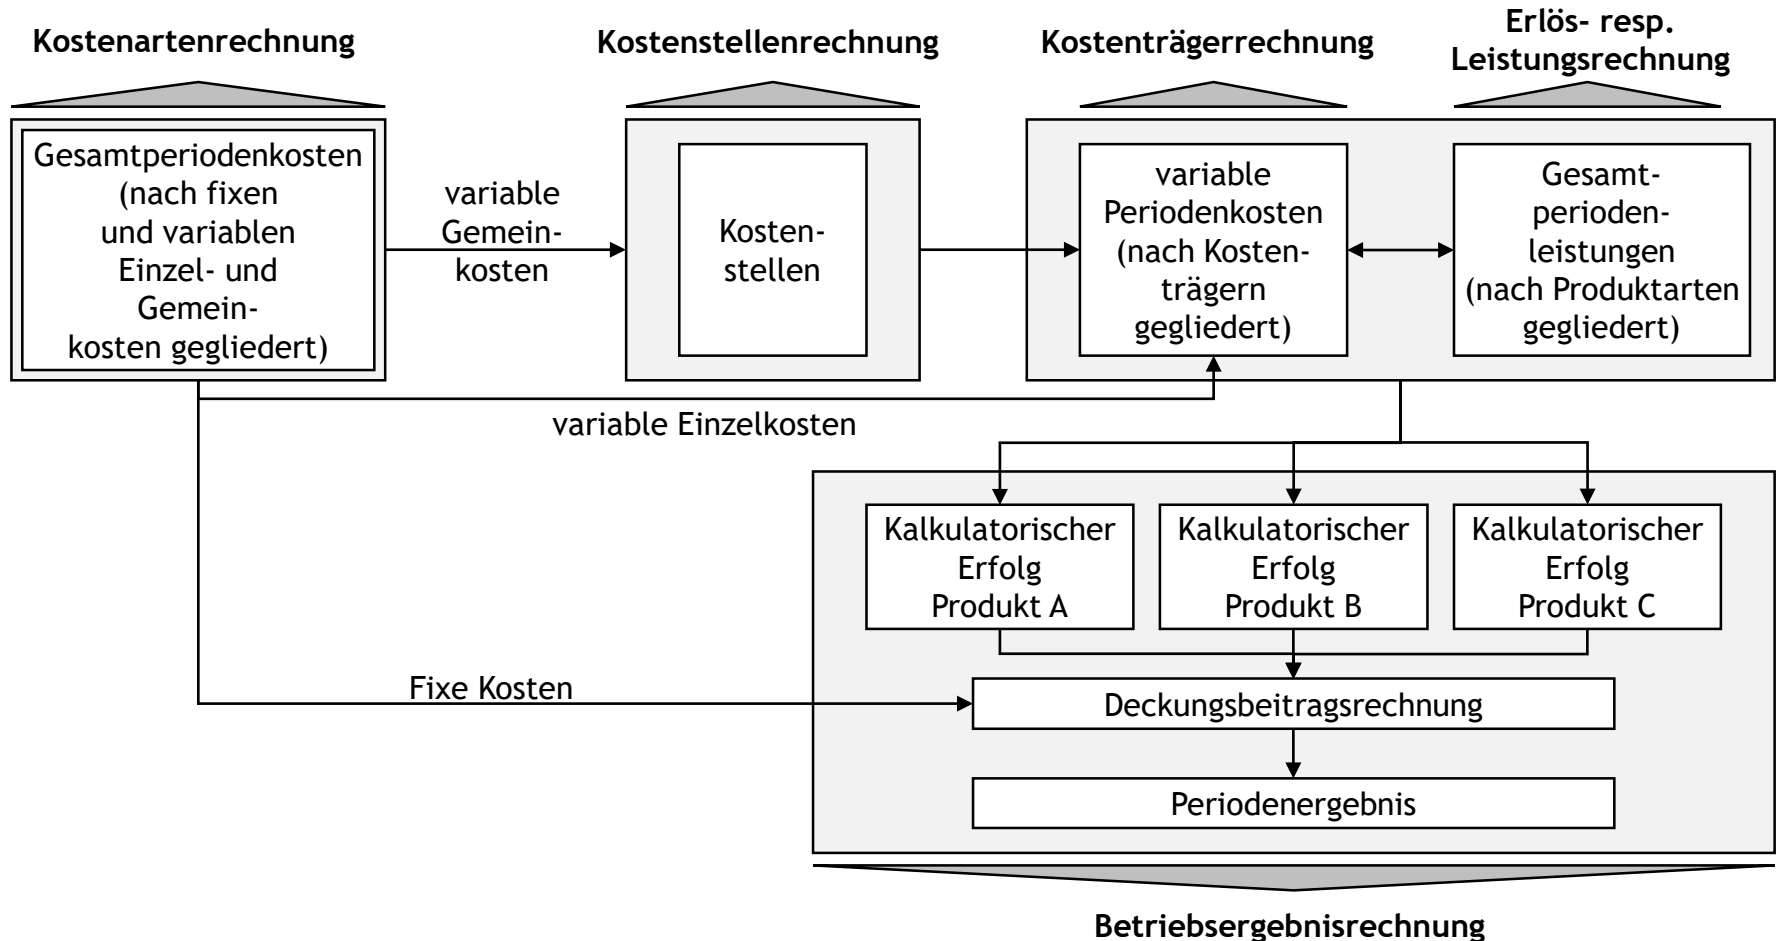 Kostenartenrechnung
Kostenstellenrechnung
Kostenträgerrechnung
Erlös- resp.
Leistungsrechnung
Gesamtperiodenkosten
(nach fixen
und variablen
Einzel- und
Gemein-
kosten gegliedert)
variable
Gemein-
kosten
Kosten-
stellen
variable
Periodenkosten
(nach Kosten-
trägern
gegliedert)
Gesamt-
perioden-
leistungen
(nach Produktarten
gegliedert)
variable Einzelkosten
Kalkulatorischer
Erfolg
Produkt A
Kalkulatorischer
Erfolg
Produkt B
Kalkulatorischer
Erfolg
Produkt C
Fixe Kosten
Deckungsbeitragsrechnung
Periodenergebnis
Betriebsergebnisrechnung